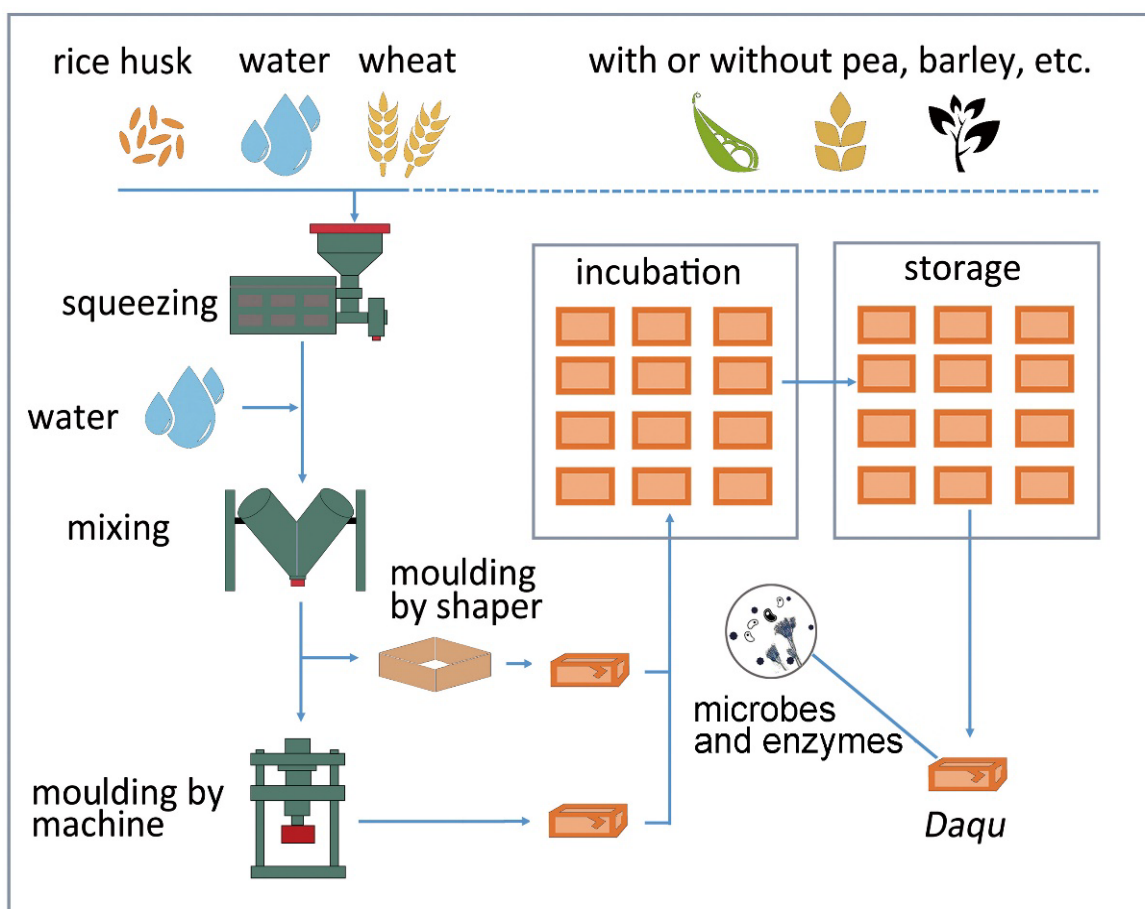 rice husk
water
wheat
with or without pea, barley, etc.
squeezing
water
mixing
moulding
by shaper
moulding by
machine
incubation
storage
microbes
and enzymes
Daqu